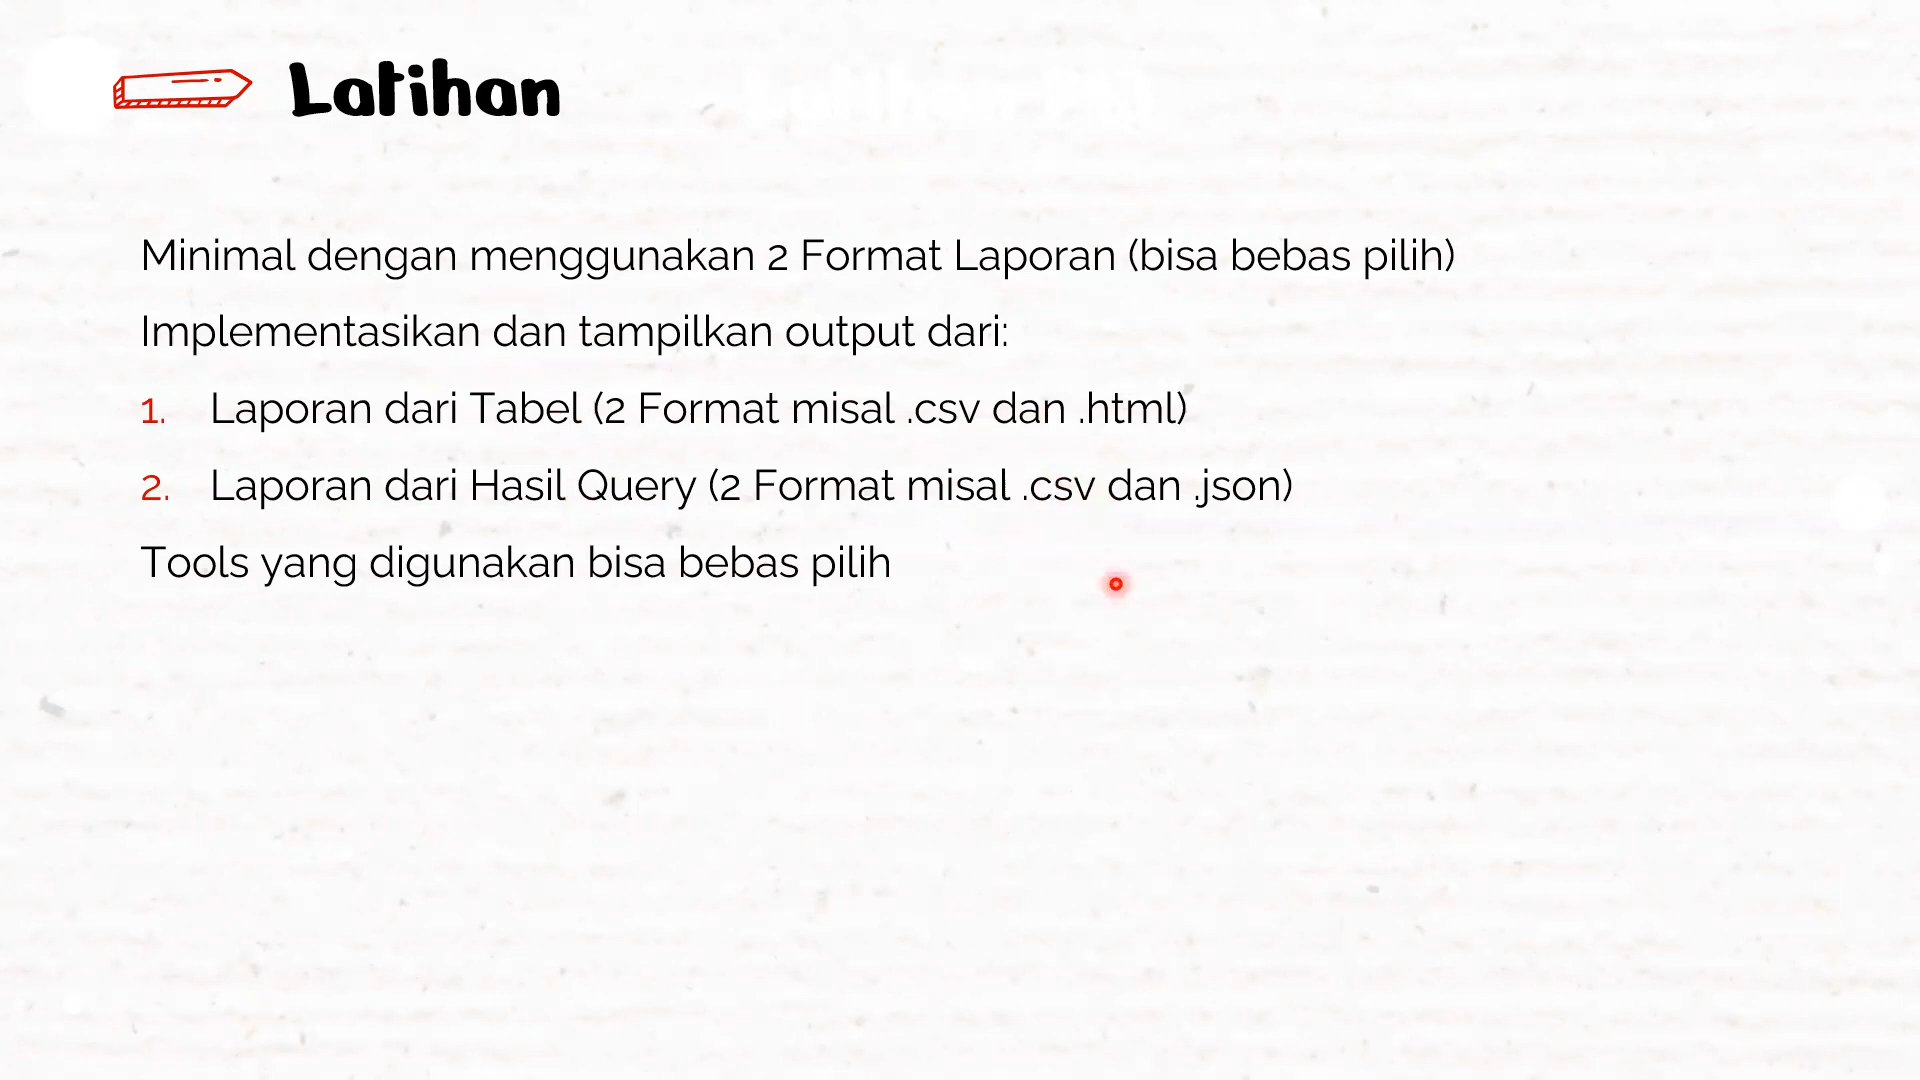 Latihan
Minimal dengan menggunakan 2 Format Laporan (bisa bebas pilih)
Implementasikan dan tampilkan output dari:
1. Laporan dari Tabel (2 Format misal .csv dan .html)
2. Laporan dari Hasil Query (2 Format misal .csv dan .json)
Tools yang digunakan bisa bebas pilih